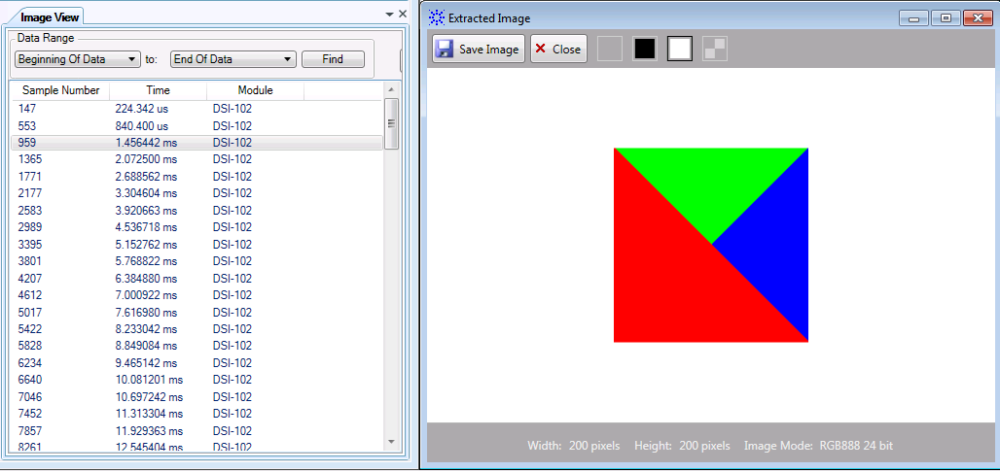 Image View
Data Range
Beginning Of Data to: End Of Data Find
Sample Number Time Module
147 224.342 us DSI-102
553 840.400 us DSI-102
959 1.456442 ms DSI-102
1365 2.072500 ms DSI-102
1771 2.688562 ms DSI-102
2177 3.304604 ms DSI-102
2583 3.920663 ms DSI-102
2989 4.536718 ms DSI-102
3395 5.152762 ms DSI-102
3801 5.768822 ms DSI-102
4207 6.384880 ms DSI-102
4612 7.000922 ms DSI-102
5017 7.616980 ms DSI-102
5422 8.233042 ms DSI-102
5828 8.849084 ms DSI-102
6234 9.465142 ms DSI-102
6640 10.081201 ms DSI-102
7046 10.697242 ms DSI-102
7452 11.313304 ms DSI-102
7857 11.929363 ms DSI-102
8261 12.545404 ms DSI-102
Extracted Image
Save Image Close
Width: 200 pixels Height: 200 pixels Image Mode: RGB888 24 bit